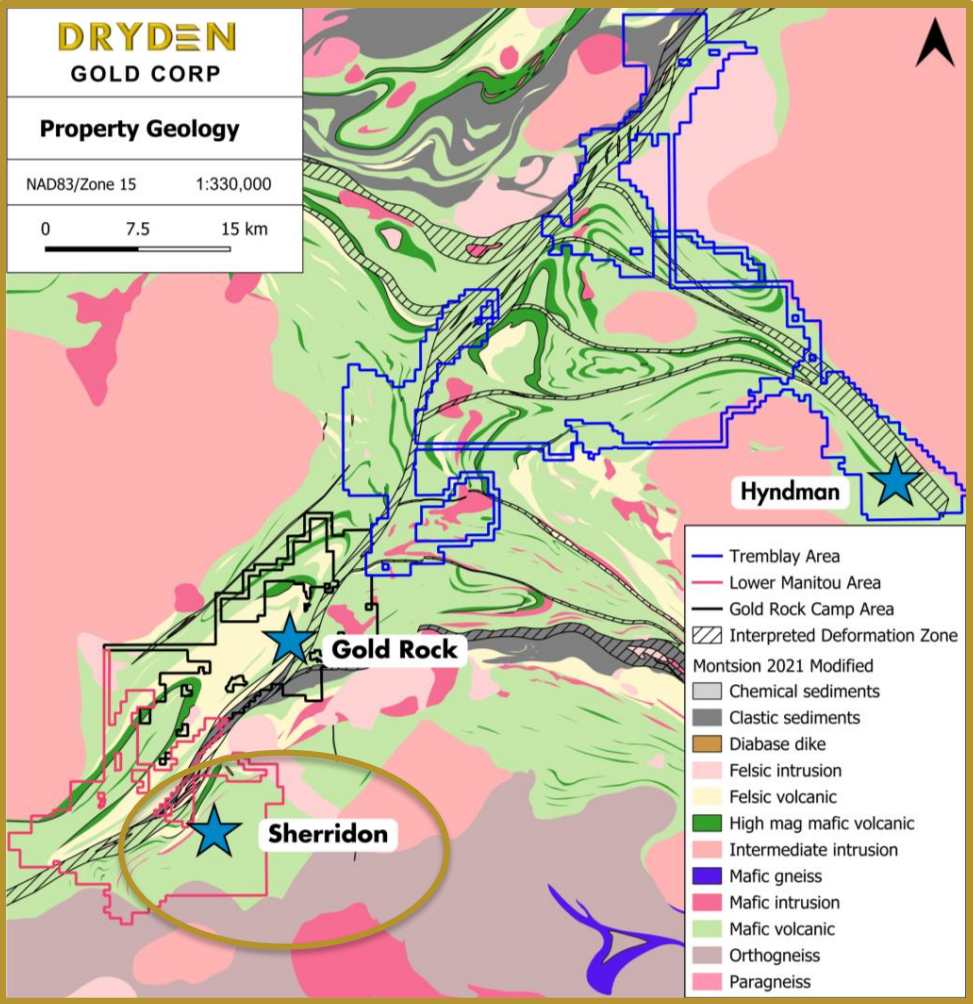 DRYDEN
GOLD CORP
Property Geology
NAD83/Zone 15 1:330,000
0 7.5 15 km
Hyndman
Gold Rock
Sherridon
Tremblay Area
Lower Manitou Area
Gold Rock Camp Area
Interpreted Deformation Zone
Montsion 2021 Modified
Chemical sediments
Clastic sediments
Diabase dike
Felsic intrusion
Felsic volcanic
High mag mafic volcanic
Intermediate intrusion
Mafic gneiss
Mafic intrusion
Mafic volcanic
Orthogneiss
Paragneiss